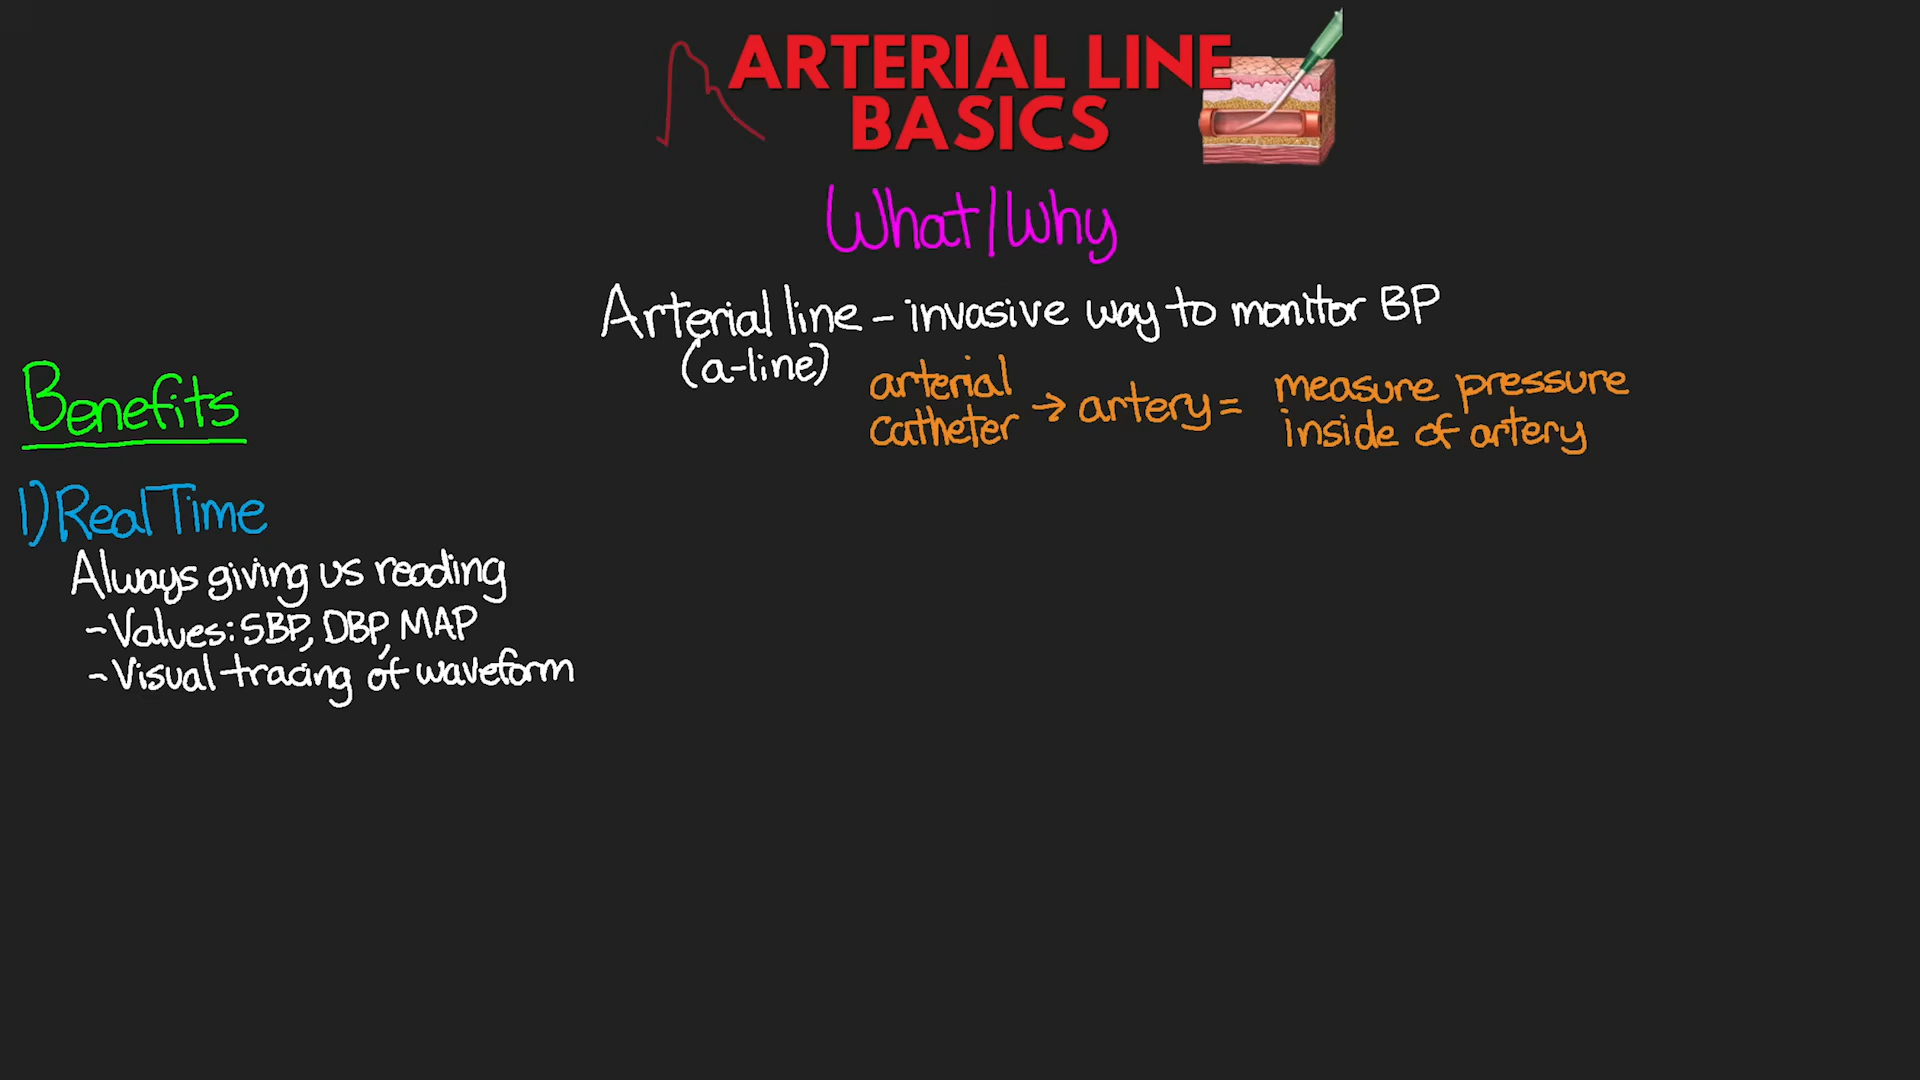 ARTERIAL LINE
BASICS
What/Why
Arterial line - invasive way to monitor BP
(a-line)
arterial catheter → artery = measure pressure inside of artery
Benefits
1) Real Time
Always giving us reading
- Values: SBP, DBP, MAP
- Visual tracing of waveform